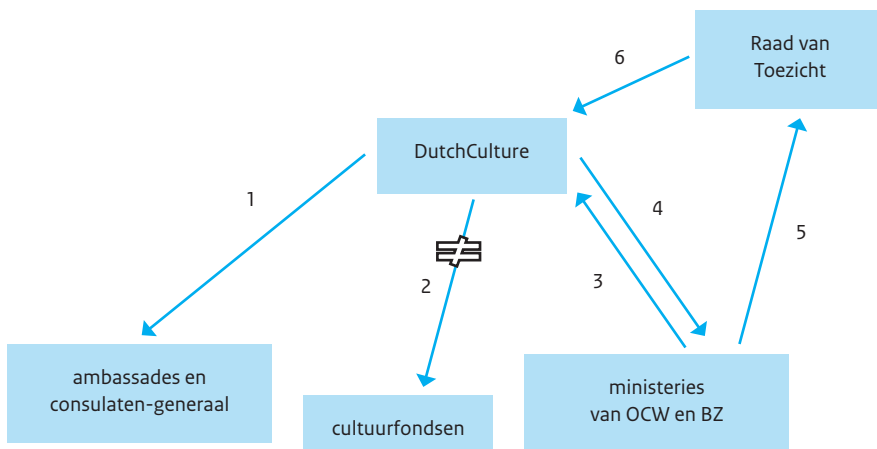 Raad van
Toezicht
6
DutchCulture
1
4
5
3
2
ambassades en
consulaten-generaal
cultuurfondsen
ministeries
van OCW en BZ